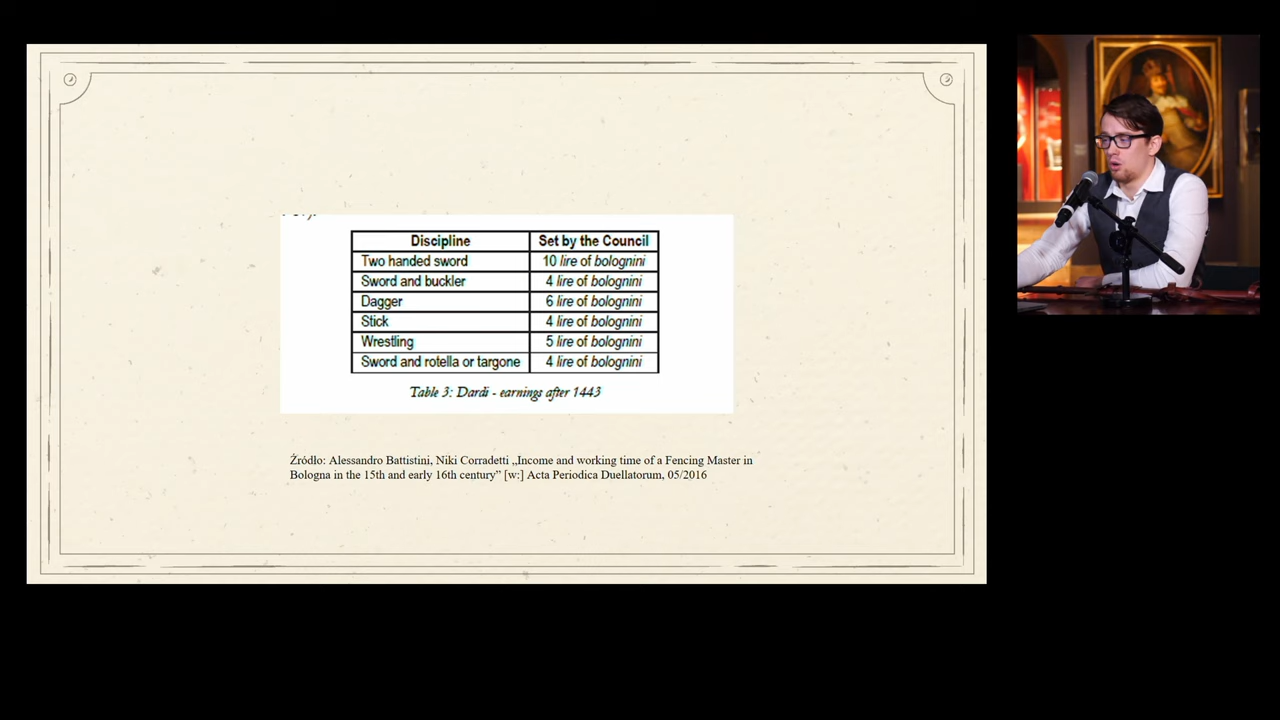 Discipline Set by the Council
Two handed sword 10 lire of bolognini
Sword and buckler 4 lire of bolognini
Dagger 6 lire of bolognini
Stick 4 lire of bolognini
Wrestling 5 lire of bolognini
Sword and rotella or targone 4 lire of bolognini
Table 3: Dardi - earnings after 1443
Źródło: Alessandro Battistini, Niki Corradetti „Income and working time of a Fencing Master in
Bologna in the 15th and early 16th century” [w:] Acta Periodica Duellatorum, 05/2016